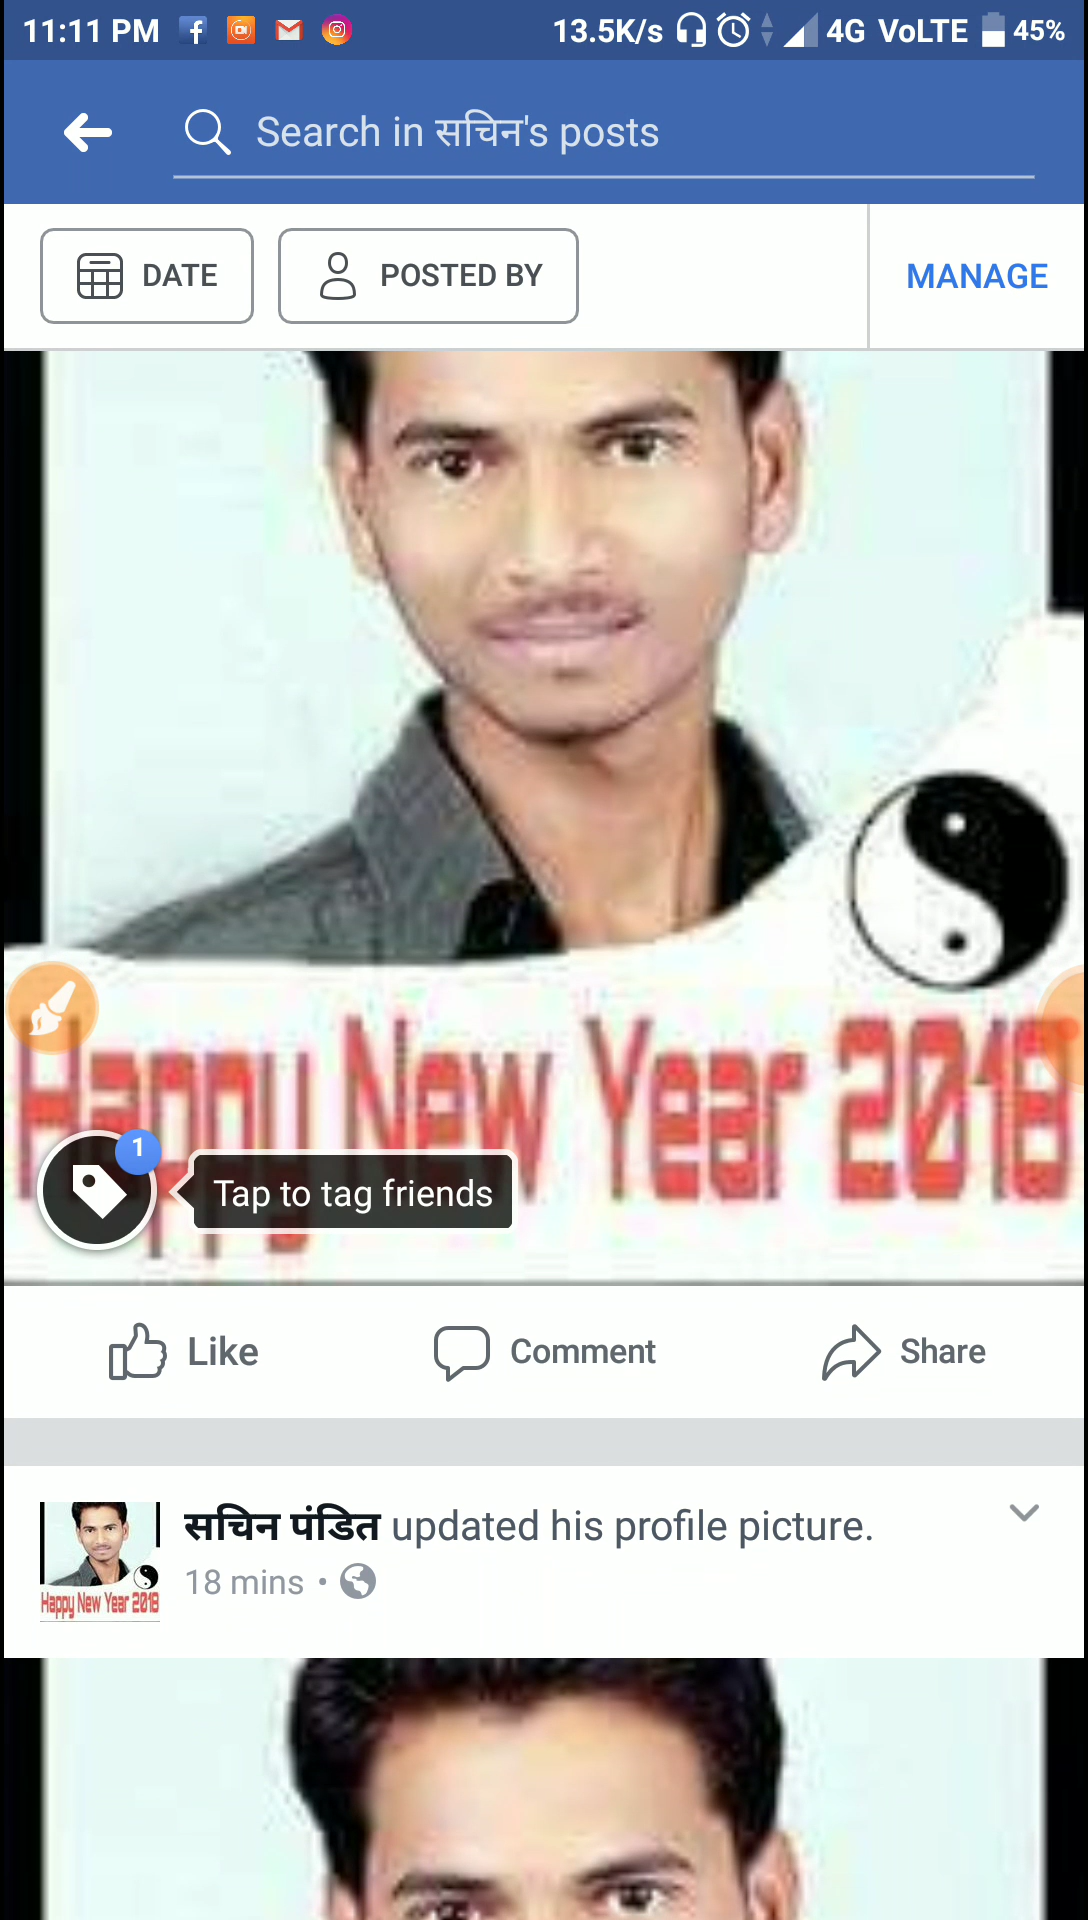 11:11 PM 13.5K/s 4G VoLTE 45%
Search in सचिन's posts
DATE POSTED BY MANAGE
Happy New Year 2018
1
Tap to tag friends
Like Comment Share
सचिन पंडित updated his profile picture.
18 mins •
Happy New Year 2018